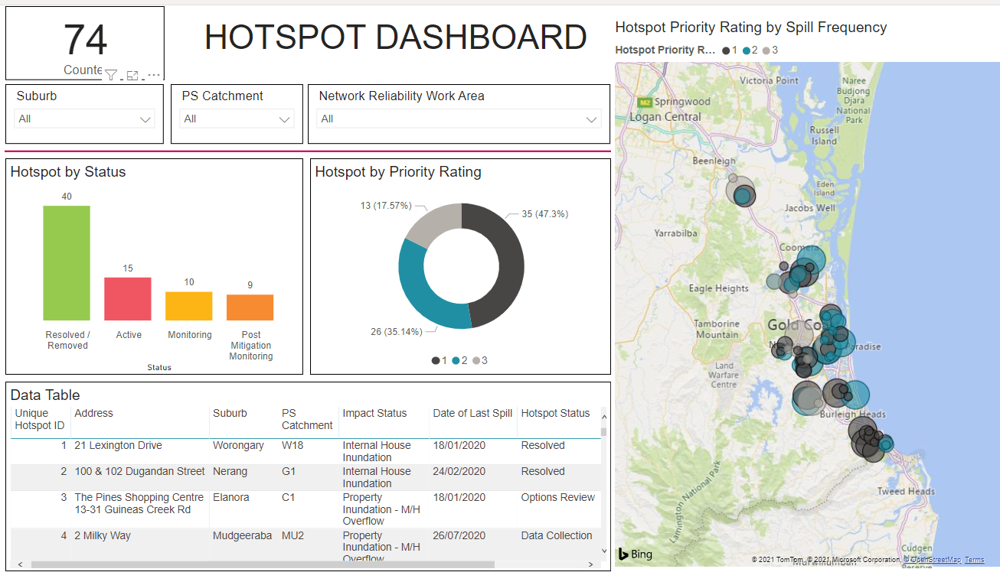 74
Counte
HOTSPOT DASHBOARD
Suburb
All
PS Catchment
All
Network Reliability Work Area
All
Hotspot by Status
40
15
10
9
Resolved /
Removed
Active
Monitoring
Post
Mitigation
Monitoring
Status
Hotspot by Priority Rating
13 (17.57%)
35 (47.3%)
26 (35.14%)
1 2 3
Data Table
Unique
Hotspot ID
Address
Suburb
PS
Catchment
Impact Status
Date of Last Spill
Hotspot Status
1
21 Lexington Drive
Worongary
W18
Internal House
Inundation
18/01/2020
Resolved
2
100 & 102 Dugandan Street
Nerang
G1
Internal House
Inundation
24/02/2020
Resolved
3
The Pines Shopping Centre
13-31 Guineas Creek Rd
Elanora
C1
Property
Inundation - M/H
Overflow
18/01/2020
Options Review
4
2 Milky Way
Mudgeeraba
MU2
Property
Inundation - M/H
Overflow
26/07/2020
Data Collection
Hotspot Priority Rating by Spill Frequency
Hotspot Priority R... 1 2 3
Victoria Point
Naree
Budjong
Djara
National
Park
M2
Springwood
Logan Central
Russell
Island
Beenleigh
Eden
Island
Jacobs Well
Yarrabilba
Coomera
Eagle Heights
Tamborine
Mountain
Gold Co
N
Paradise
Land
Warfare
Centre
Burleigh Heads
Lamington National Park
Tweed Heads
Cudgen
Nature
Reserve
Murwillumbah
Bing
© 2021 TomTom, © 2021 Microsoft Corporation, © OpenStreetMap Terms